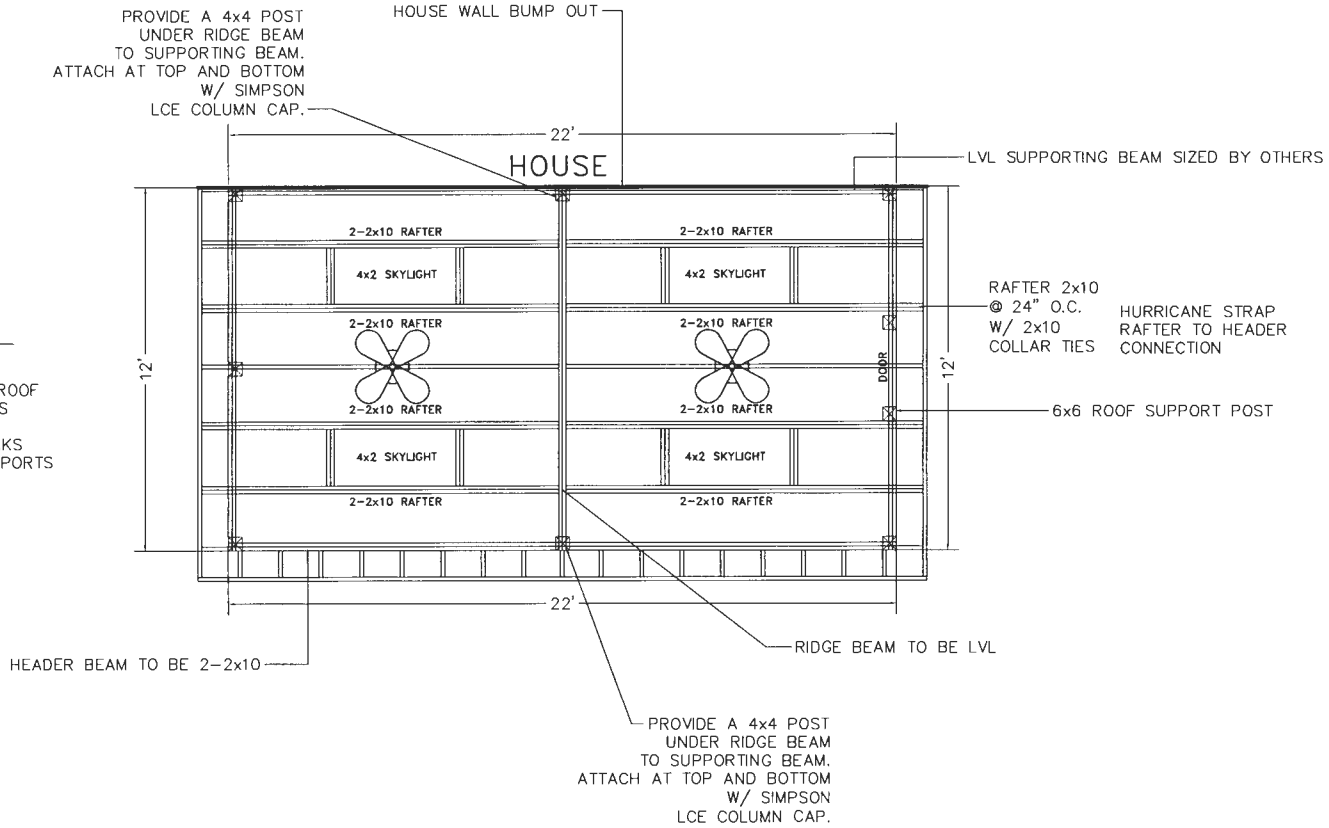 PROVIDE A 4x4 POST
UNDER RIDGE BEAM
TO SUPPORTING BEAM.
ATTACH AT TOP AND BOTTOM
W/ SIMPSON
LCE COLUMN CAP.
HOUSE WALL BUMP OUT
22'
HOUSE
LVL SUPPORTING BEAM SIZED BY OTHERS
2-2x10 RAFTER
2-2x10 RAFTER
4x2 SKYLIGHT
4x2 SKYLIGHT
RAFTER 2x10
@ 24" O.C.
W/ 2x10
COLLAR TIES
HURRICANE STRAP
RAFTER TO HEADER
CONNECTION
2-2x10 RAFTER
2-2x10 RAFTER
12'
DOOR
12'
ROOF
S
KS
PORTS
2-2x10 RAFTER
2-2x10 RAFTER
6x6 ROOF SUPPORT POST
4x2 SKYLIGHT
4x2 SKYLIGHT
2-2x10 RAFTER
2-2x10 RAFTER
22'
HEADER BEAM TO BE 2-2x10
RIDGE BEAM TO BE LVL
PROVIDE A 4x4 POST
UNDER RIDGE BEAM
TO SUPPORTING BEAM.
ATTACH AT TOP AND BOTTOM
W/ SIMPSON
LCE COLUMN CAP.